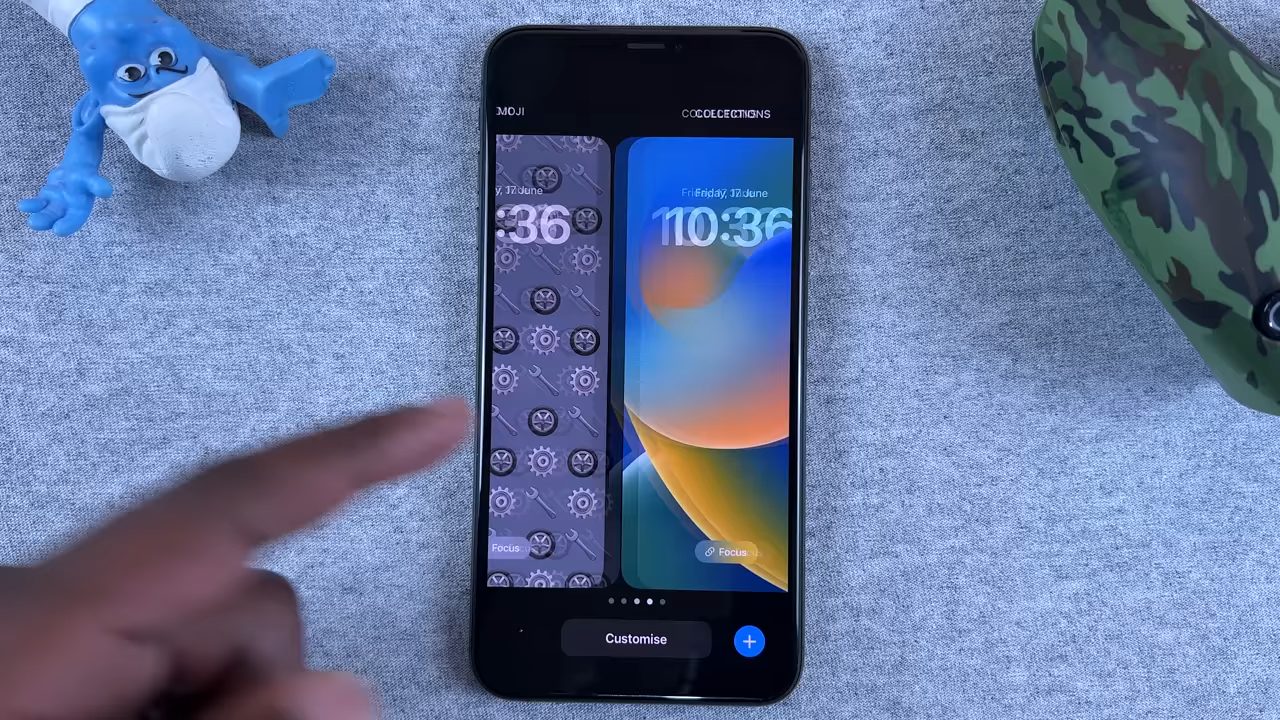 MOJI
COLLECTIONS
y, 17 June
Friday, 17 June
:36
10:36
Focus
Focus
Customise